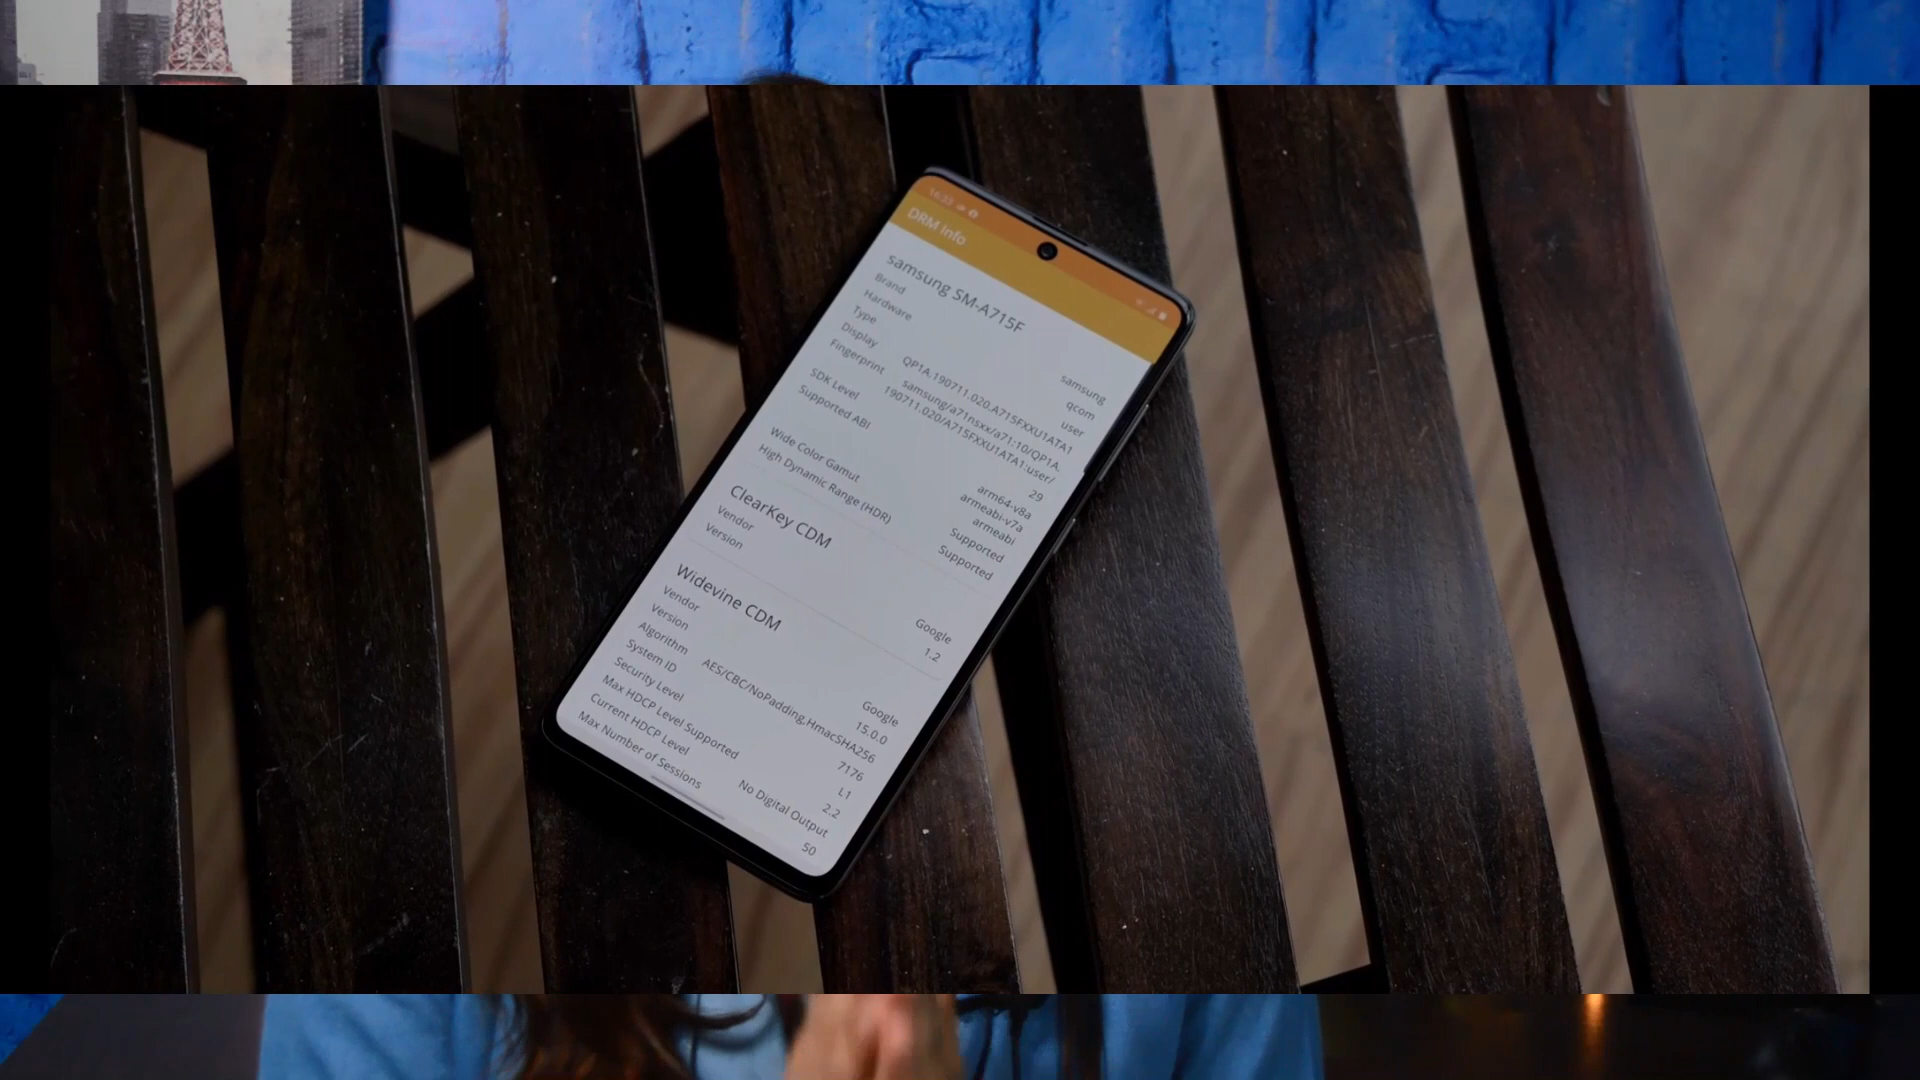 14:33
DRM Info
samsung SM-A715F
Brand samsung
Hardware qcom
Type user
Display QP1A.190711.020.A715FXXU1ATA1
Fingerprint samsung/a71nsxx/a71:10/QP1A.
190711.020/A715FXXU1ATA1:user/
SDK Level 29
Supported ABI arm64-v8a
armeabi-v7a
armeabi
Wide Color Gamut Supported
High Dynamic Range (HDR) Supported
ClearKey CDM
Vendor Google
Version 1.2
Widevine CDM
Vendor Google
Version 15.0.0
Algorithm AES/CBC/NoPadding,HmacSHA256
System ID 7176
Security Level L1
Max HDCP Level Supported 2.2
Current HDCP Level No Digital Output
Max Number of Sessions 50